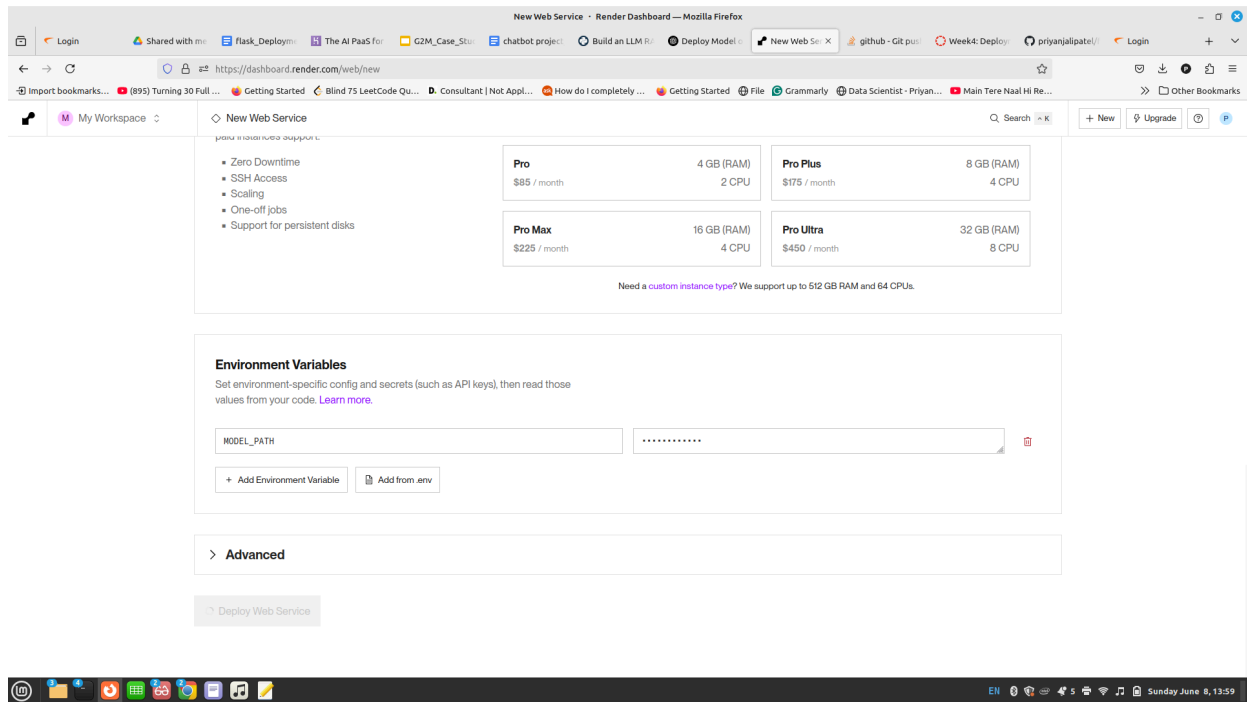 New Web Service · Render Dashboard — Mozilla Firefox
Login
Shared with me
Flask_Deployme
The AI PaaS for
G2M_Case_Stu
chatbot project
Build an LLM R
Deploy Model
New Web Se
github - Git pus
Week4: Deploy
priyanjalipatel/
Login
https://dashboard.render.com/web/new
Import bookmarks...
(895) Turning 30 Full ...
Getting Started
Blind 75 LeetCode Qu...
Consultant | Not Appl...
How do I completely ...
Getting Started
File
Grammarly
Data Scientist - Priyan...
Main Tere Naal Hi Re...
Other Bookmarks
M My Workspace
New Web Service
Search ^ K
+ New
Upgrade
P
paid instances support:
Zero Downtime
SSH Access
Scaling
One-off jobs
Support for persistent disks
Pro 4 GB (RAM)
$85 / month 2 CPU
Pro Plus 8 GB (RAM)
$175 / month 4 CPU
Pro Max 16 GB (RAM)
$225 / month 4 CPU
Pro Ultra 32 GB (RAM)
$450 / month 8 CPU
Need a custom instance type? We support up to 512 GB RAM and 64 CPUs.
Environment Variables
Set environment-specific config and secrets (such as API keys), then read those
values from your code. Learn more.
MODEL_PATH ············
+ Add Environment Variable
Add from .env
Advanced
Deploy Web Service
3
4
2
2
EN
5
Sunday June 8, 13:59